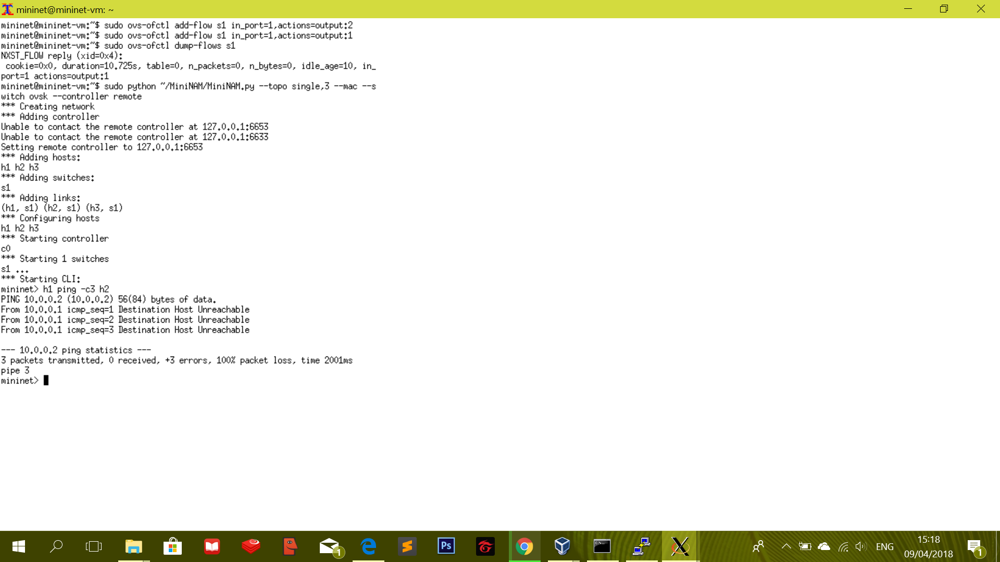 mininet@mininet-vm: ~
mininet@mininet-vm:~$ sudo ovs-ofctl add-flow s1 in_port=1,actions=output:2
mininet@mininet-vm:~$ sudo ovs-ofctl add-flow s1 in_port=1,actions=output:1
mininet@mininet-vm:~$ sudo ovs-ofctl dump-flows s1
NXST_FLOW reply (xid=0x4):
 cookie=0x0, duration=10.725s, table=0, n_packets=0, n_bytes=0, idle_age=10, in_
port=1 actions=output:1
mininet@mininet-vm:~$ sudo python ~/MiniNAM/MiniNAM.py --topo single,3 --mac --s
witch ovsk --controller remote
*** Creating network
*** Adding controller
Unable to contact the remote controller at 127.0.0.1:6653
Unable to contact the remote controller at 127.0.0.1:6633
Setting remote controller to 127.0.0.1:6653
*** Adding hosts:
h1 h2 h3
*** Adding switches:
s1
*** Adding links:
(h1, s1) (h2, s1) (h3, s1)
*** Configuring hosts
h1 h2 h3
*** Starting controller
c0
*** Starting 1 switches
s1 ...
*** Starting CLI:
mininet> h1 ping -c3 h2
PING 10.0.0.2 (10.0.0.2) 56(84) bytes of data.
From 10.0.0.1 icmp_seq=1 Destination Host Unreachable
From 10.0.0.1 icmp_seq=2 Destination Host Unreachable
From 10.0.0.1 icmp_seq=3 Destination Host Unreachable
--- 10.0.0.2 ping statistics ---
3 packets transmitted, 0 received, +3 errors, 100% packet loss, time 2001ms
pipe 3
mininet>
1
Ps
C:\_
ENG
15:18
09/04/2018
1